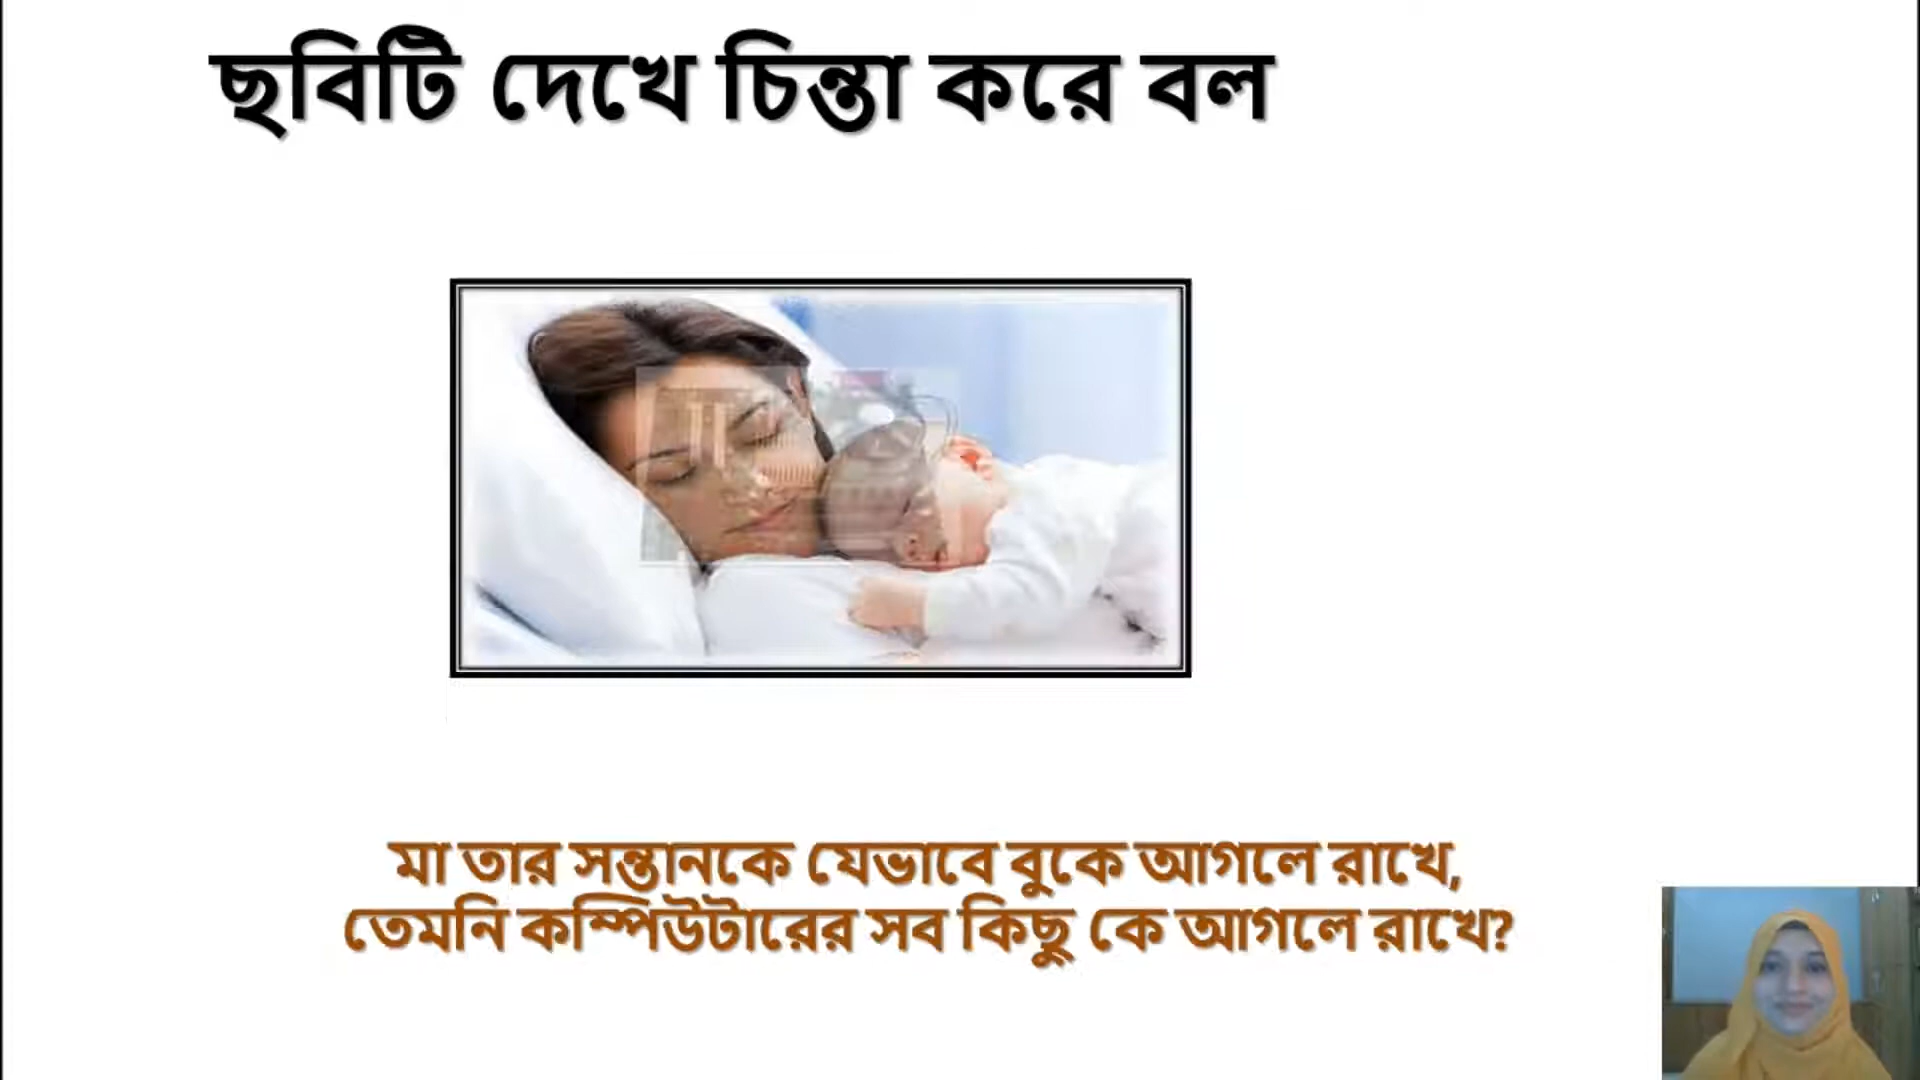 ছবিটি দেখে চিন্তা করে বল
মা তার সন্তানকে যেভাবে বুকে আগলে রাখে,
তেমনি কম্পিউটারের সব কিছু কে আগলে রাখে?